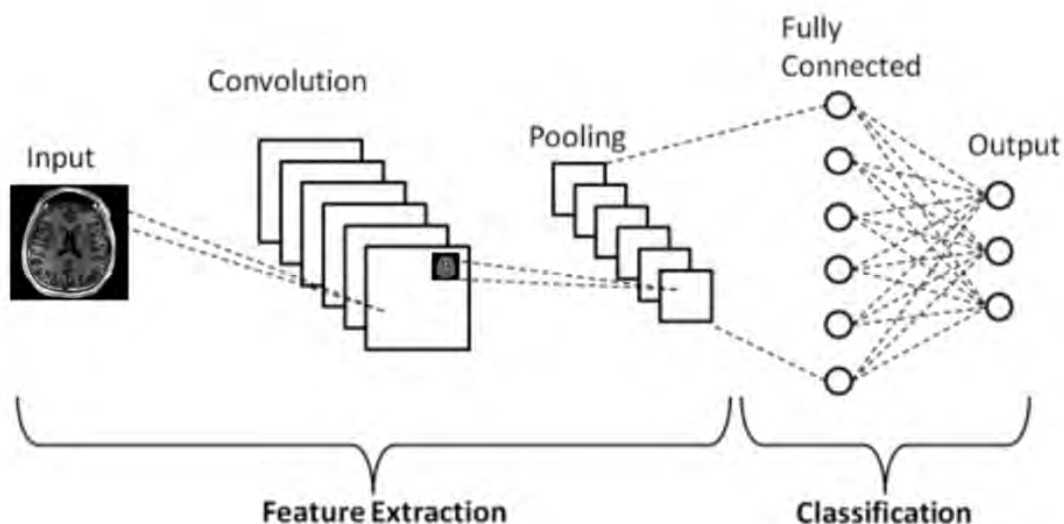 Input
Convolution
Pooling
Fully
Connected
Output
Feature Extraction
Classification